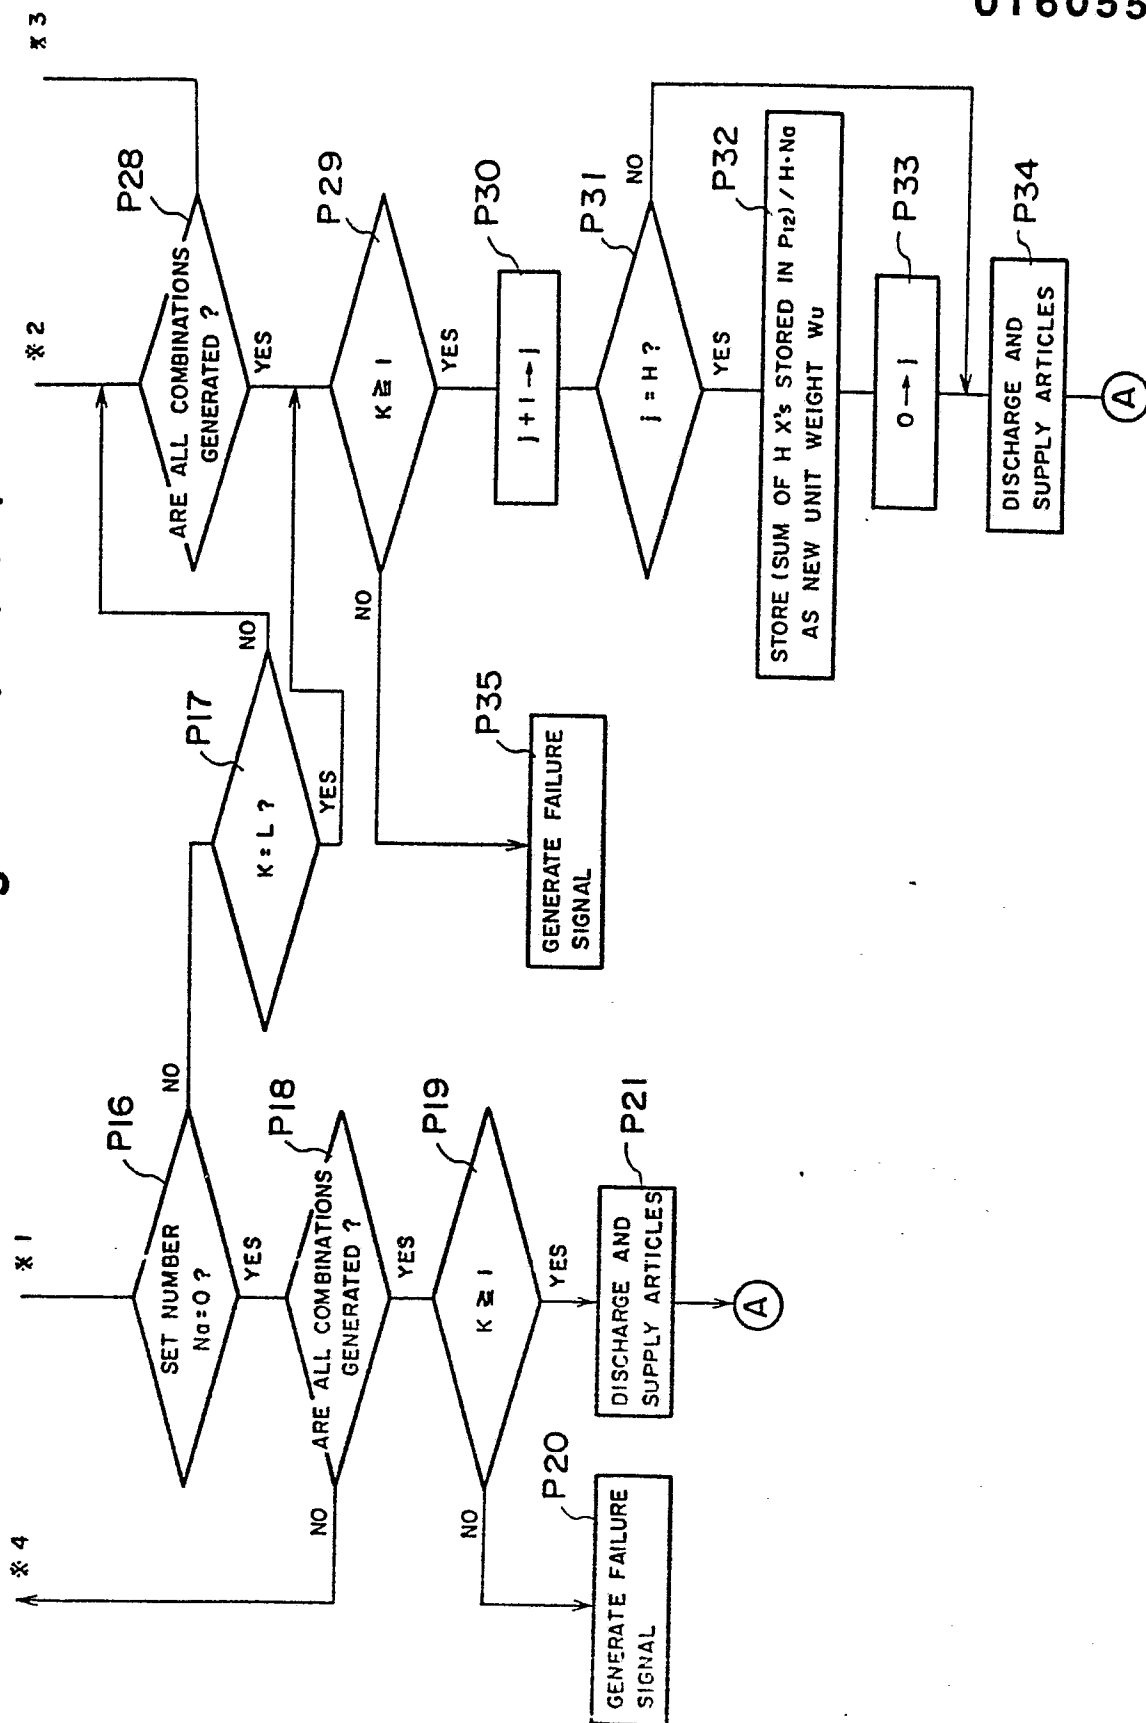 ※4
※1
※2
※3
P16
SET NUMBER
Na=0 ?
NO
YES
P18
ARE ALL COMBINATIONS
GENERATED ?
NO
YES
P19
K ≧ 1
NO
YES
P20
GENERATE FAILURE
SIGNAL
P21
DISCHARGE AND
SUPPLY ARTICLES
A
P17
K = L ?
NO
YES
P28
ARE ALL COMBINATIONS
GENERATED ?
YES
P29
K ≧ 1
NO
YES
P35
GENERATE FAILURE
SIGNAL
P30
j + 1 → j
P31
j = H ?
NO
YES
P32
STORE (SUM OF H X's STORED IN P12) / H·Na
AS NEW UNIT WEIGHT Wu
P33
0 → j
P34
DISCHARGE AND
SUPPLY ARTICLES
A